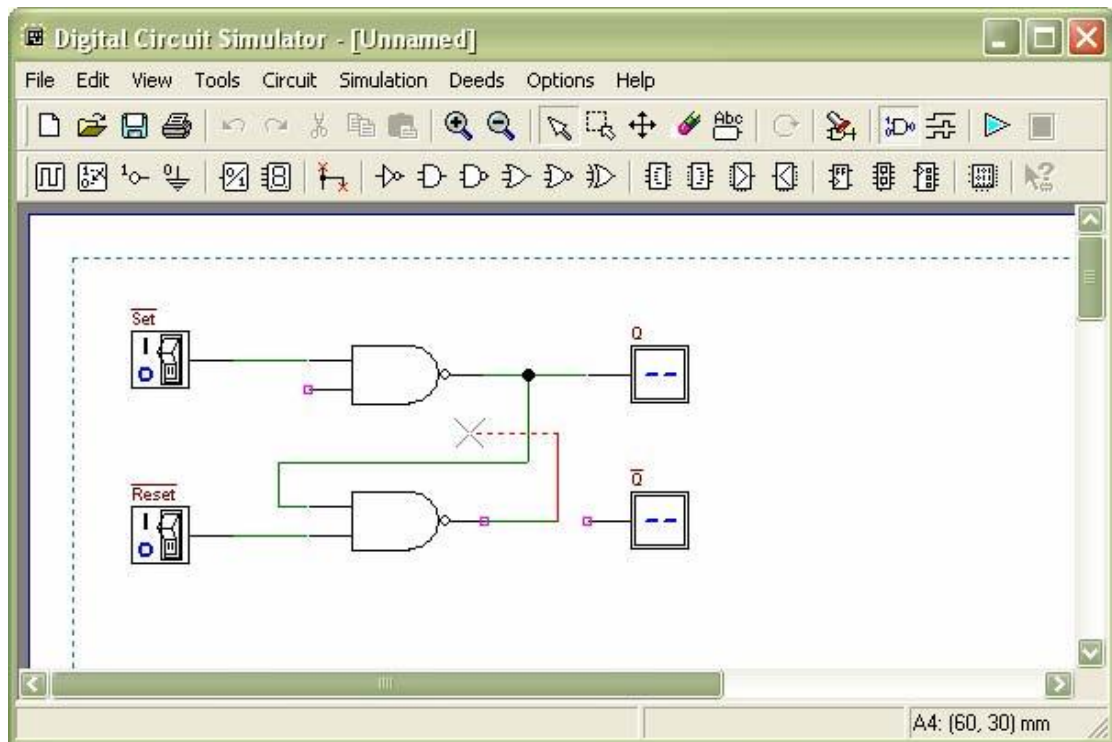 Digital Circuit Simulator - [Unnamed]
File Edit View Tools Circuit Simulation Deeds Options Help
Abc
Set
Q
Reset
Q
A4: (60, 30) mm